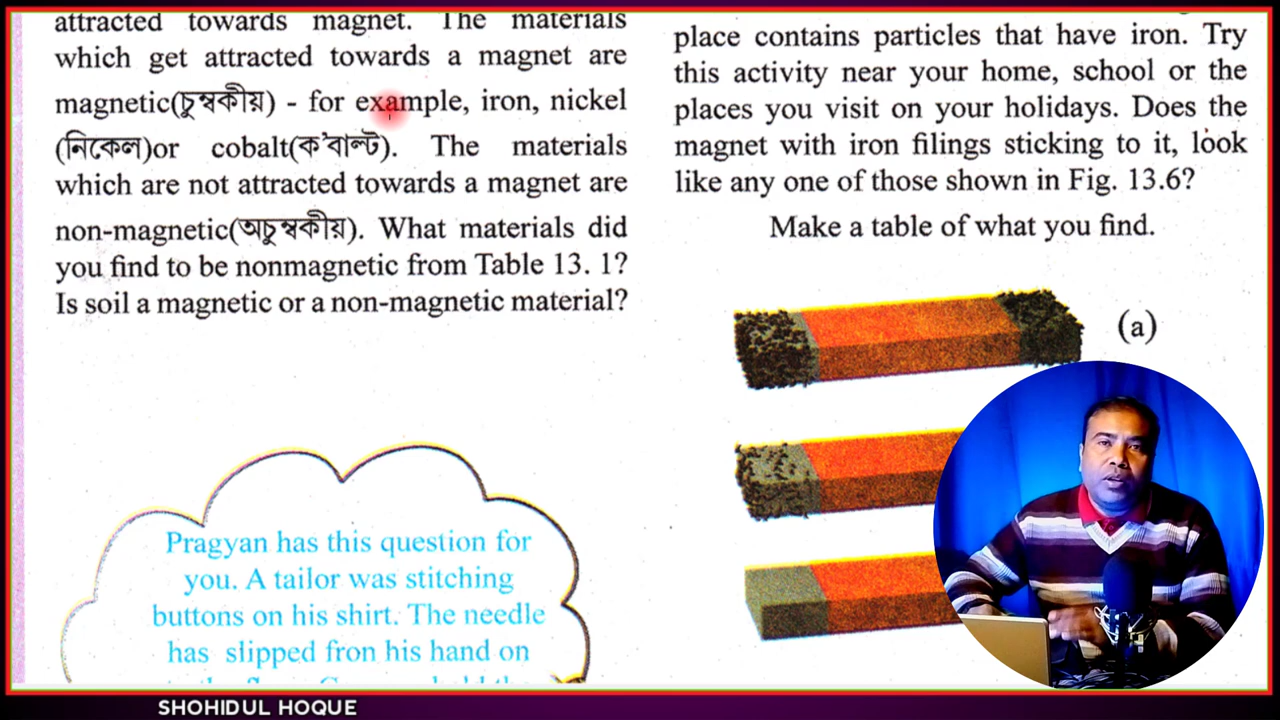 attracted towards magnet. The materials
which get attracted towards a magnet are
magnetic(চুম্বকীয়) - for example, iron, nickel
(নিকেল)or cobalt(ক'বাল্ট). The materials
which are not attracted towards a magnet are
non-magnetic(অচুম্বকীয়). What materials did
you find to be nonmagnetic from Table 13. 1?
Is soil a magnetic or a non-magnetic material?
Pragyan has this question for
you. A tailor was stitching
buttons on his shirt. The needle
has slipped fron his hand on
place contains particles that have iron. Try
this activity near your home, school or the
places you visit on your holidays. Does the
magnet with iron filings sticking to it, look
like any one of those shown in Fig. 13.6?
Make a table of what you find.
(a)
SHOHIDUL HOQUE